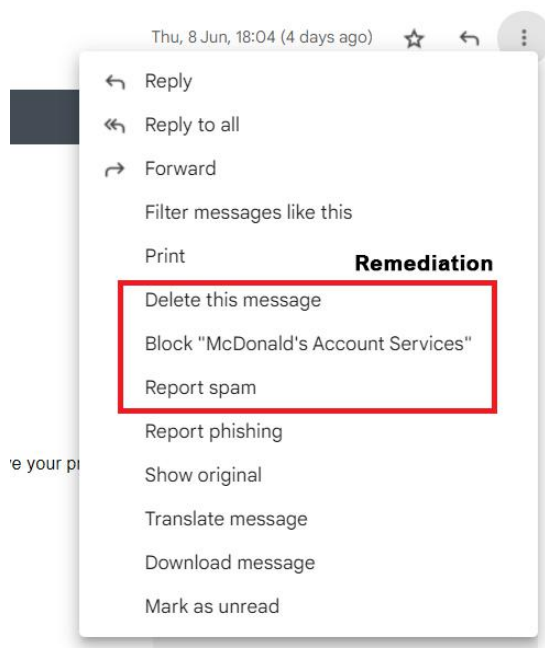 Thu, 8 Jun, 18:04 (4 days ago)
Reply
Reply to all
Forward
Filter messages like this
Print
Remediation
Delete this message
Block "McDonald's Account Services"
Report spam
Report phishing
've your pr
Show original
Translate message
Download message
Mark as unread